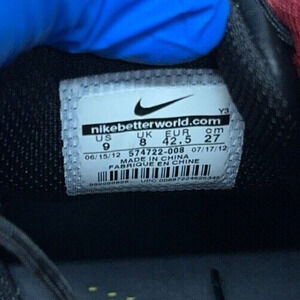 Y3
nikebetterworld.com
US UK EUR cm
9 8 42.5 27
06/15/12 574722-008 07/17/12
MADE IN CHINA
FABRIQUE EN CHINE